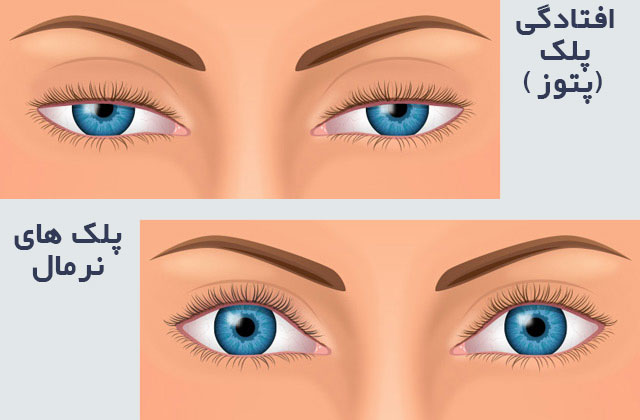 افتادگی
پلک
(پتوز )
پلک های
نرمال